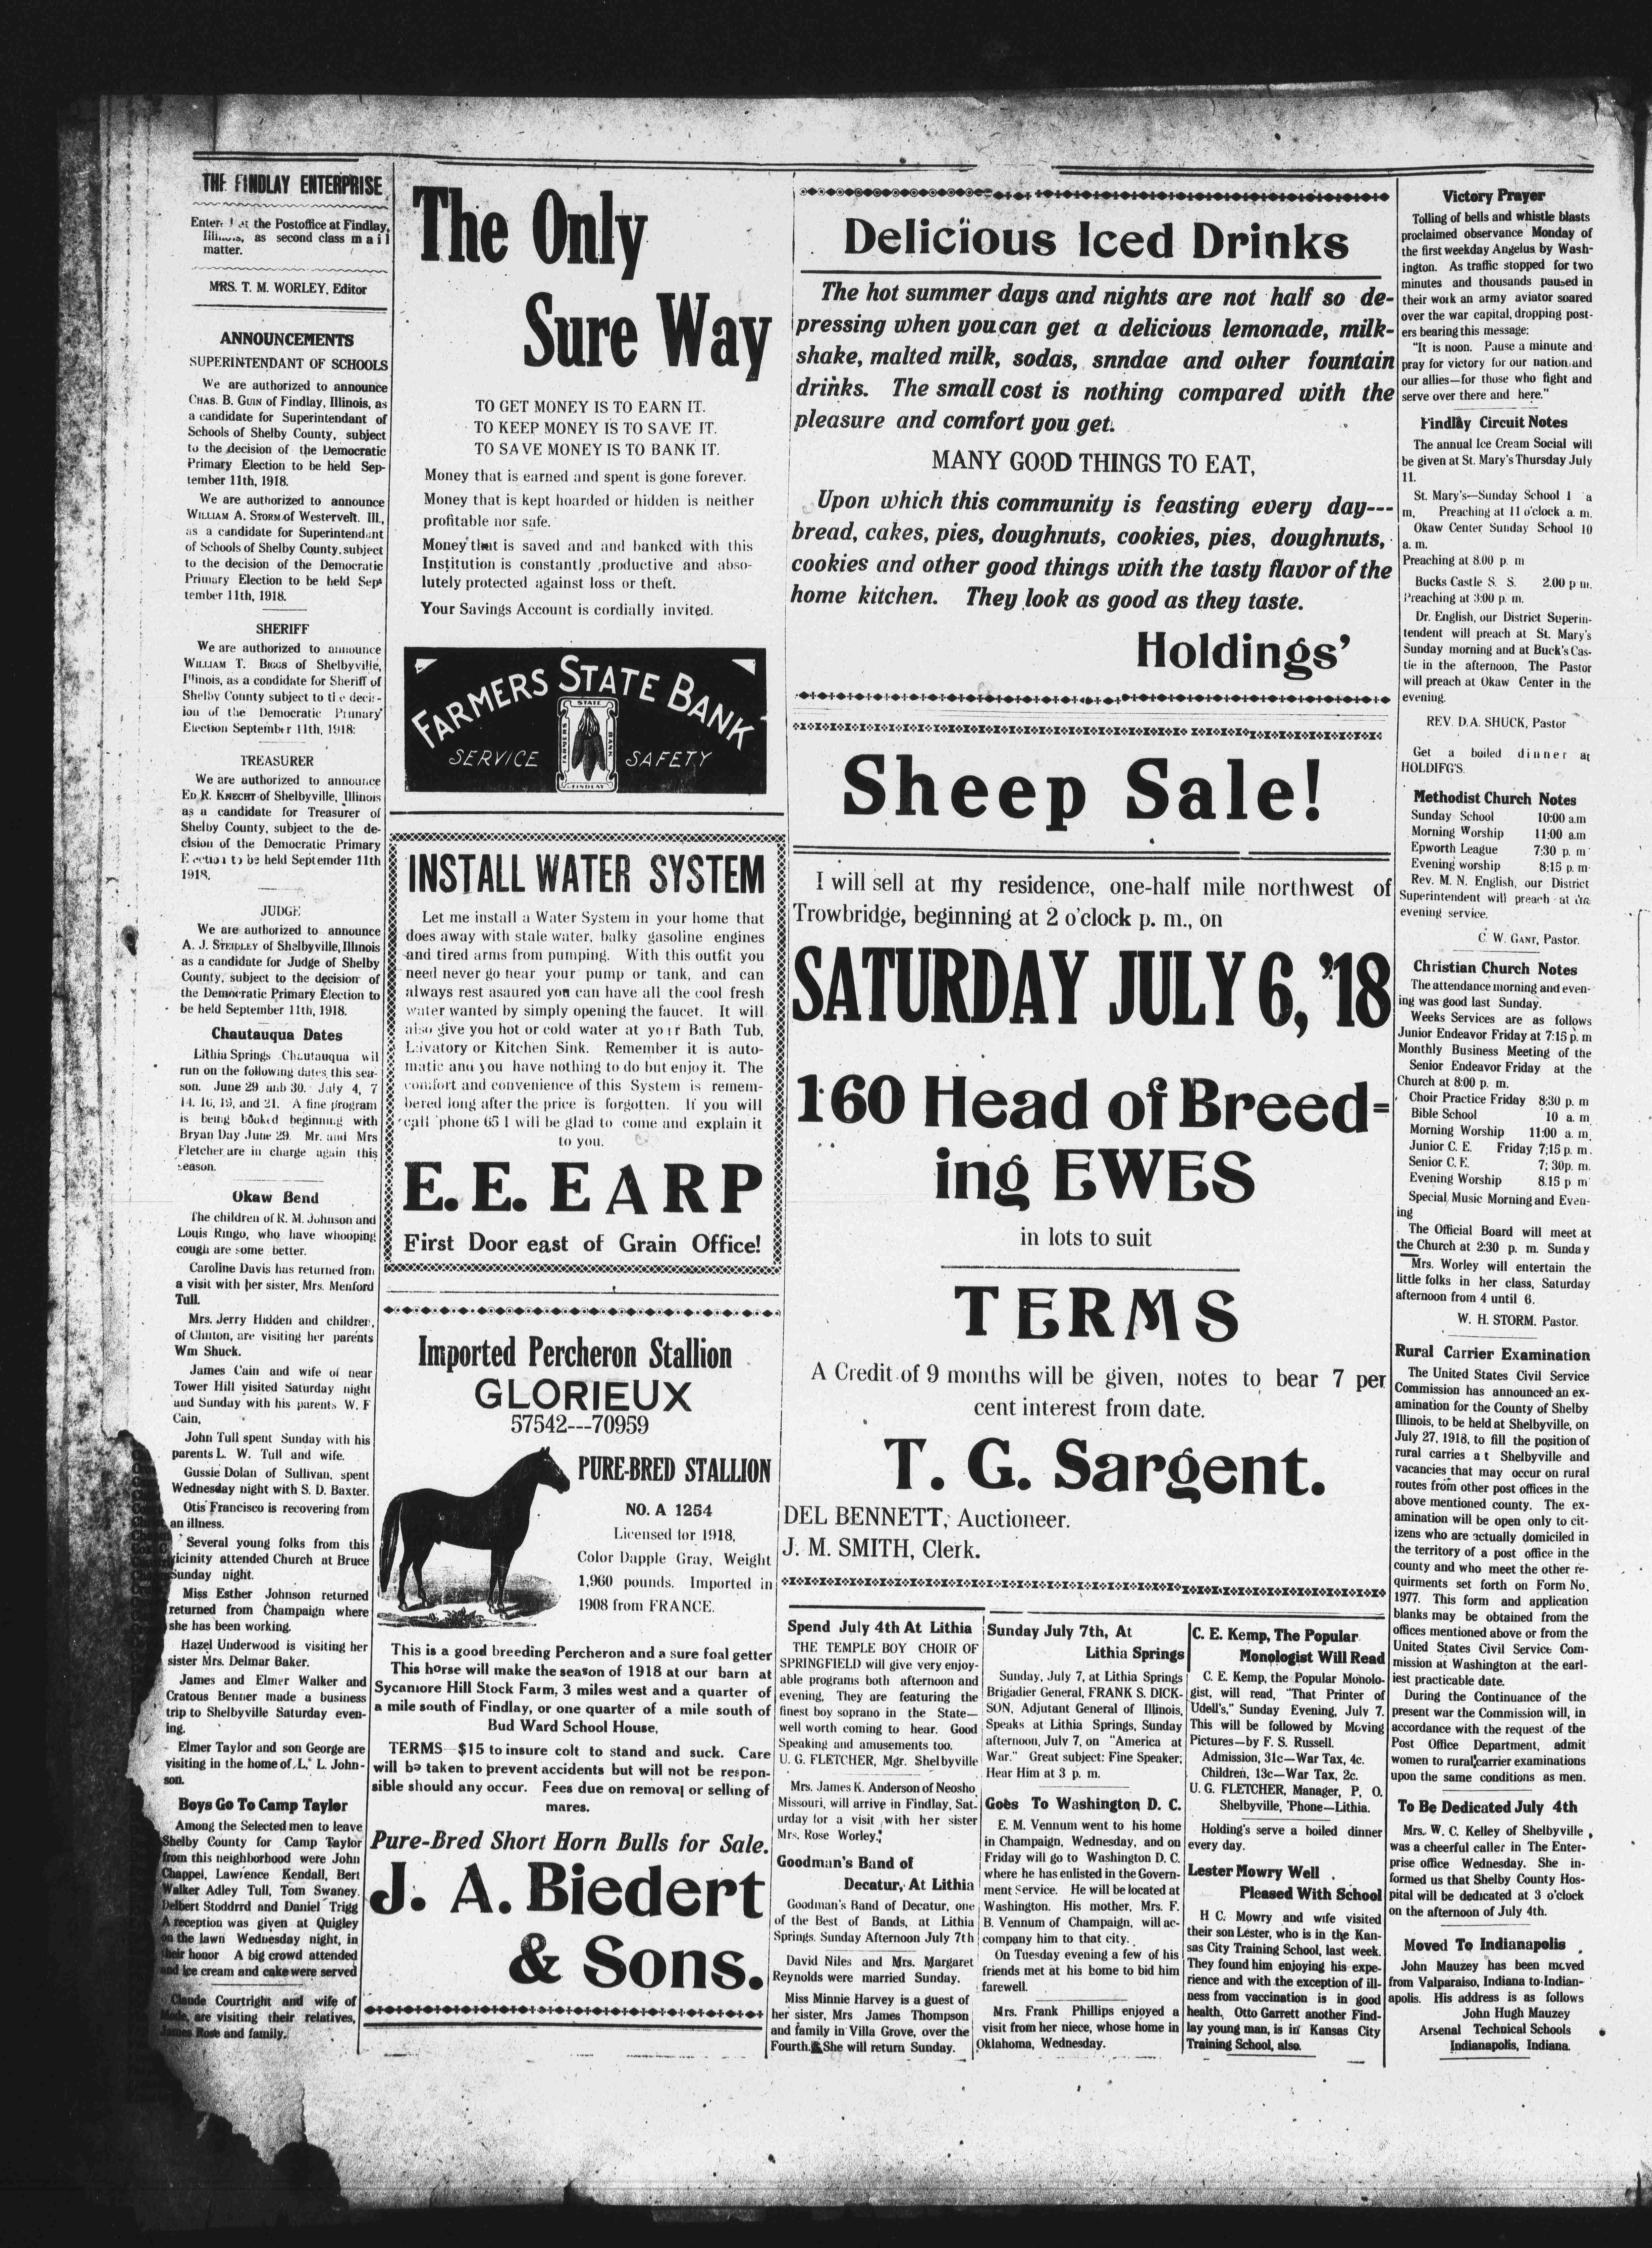 THE FINDLAY ENTERPRISE
the Postoffice at Findlay,
as second class mail
matter.
MRS. T. M. WORLEY, Editor
ANNOUNCEMENTS
SUPERINTENDANT OF SCHOOLS
We are authorized to announce
CHAS. B. GUIN of Findlay, Illinois, as
a candidate for Superintendant of
Schools of Shelby County, subject
to the decision of the Democratic
Primary Election to be held Sep-
tember 11th, 1918.
We are authorized to announce
WILLIAM A. STORM of Westervelt. Ill.,
as a candidate for Superintendant
of Schools of Shelby County. subject
to the decision of the Democratic
Primary Election to be held Sep
tember 11th, 1918.
SHERIFF
We are authorized to announce
WILLIAM T. BIGGS of Shelbyville,
Illinois, as a condidate for Sheriff of
Shelby County subject to the decis-
ion of the Democratic Primary
Election September 11th, 1918:
TREASURER
We are authorized to announce
ED R. KNECHT of Shelbyville, Illinois
as a candidate for Treasurer of
Shelby County, subject to the de-
cision of the Democratic Primary
Election to be held Septemder 11th
1918.
JUDGE
We are authorized to announce
A. J. STEIDLEY of Shelbyville, Illinois
as a candidate for Judge of Shelby
County, subject to the decision of
the Democratic Primary Election to
be held September 11th, 1918.
Chautauqua Dates
Lithia Springs Chautauqua wil
run on the following dates this sea-
son. June 29 anb 30. July 4, 7
14. 16, 19, and 21. A fine program
is being booked beginning with
Bryan Day June 29. Mr. and Mrs
Fletcher are in charge again this
season.
Okaw Bend
The children of R. M. Johnson and
Louis Ringo, who have whooping
cough are some better.
Caroline Davis has returned from
a visit with her sister, Mrs. Menford
Tull.
Mrs. Jerry Hidden and children,
of Clinton, are visiting her parents
Wm Shuck.
James Cain and wife of near
Tower Hill visited Saturday night
and Sunday with his parents W. F
Cain,
John Tull spent Sunday with his
parents L. W. Tull and wife.
Gussie Dolan of Sullivan, spent
Wednesday night with S. D. Baxter.
Otis Francisco is recovering from
an illness.
Several young folks from this
vicinity attended Church at Bruce
Sunday night.
Miss Esther Johnson returned
returned from Champaign where
she has been working.
Hazel Underwood is visiting her
sister Mrs. Delmar Baker.
James and Elmer Walker and
Cratous Benner made a business
trip to Shelbyville Saturday even-
ing.
Elmer Taylor and son George are
visiting in the home of L. L. John-
son.
Boys Go To Camp Taylor
Among the Selected men to leave
Shelby County for Camp Taylor
from this neighborhood were John
Chappel, Lawrence Kendall, Bert
Walker Adley Tull, Tom Swaney.
Delbert Stoddrrd and Daniel Trigg
A reception was given at Quigley
on the lawn Wednesday night, in
their honor A big crowd attended
and ice cream and cake were served
Claude Courtright and wife of
are visiting their relatives,
James Rose and family.
The Only
Sure Way
TO GET MONEY IS TO EARN IT.
TO KEEP MONEY IS TO SAVE IT.
TO SAVE MONEY IS TO BANK IT.
Money that is earned and spent is gone forever.
Money that is kept hoarded or hidden is neither
profitable nor safe.
Money that is saved and and banked with this
Institution is constantly productive and abso-
lutely protected against loss or theft.
Your Savings Account is cordially invited.
FARMERS STATE BANK
SERVICE SAFETY
STATE
FARMERS BANK
FINDLAY
INSTALL WATER SYSTEM
Let me install a Water System in your home that
does away with stale water, balky gasoline engines
and tired arms from pumping. With this outfit you
need never go near your pump or tank, and can
always rest asaured you can have all the cool fresh
water wanted by simply opening the faucet. It will
also give you hot or cold water at your Bath Tub,
Lavatory or Kitchen Sink. Remember it is auto-
matic and you have nothing to do but enjoy it. The
comfort and convenience of this System is remem-
bered long after the price is forgotten. If you will
call 'phone 65 I will be glad to come and explain it
to you.
E. E. EARP
First Door east of Grain Office!
Imported Percheron Stallion
GLORIEUX
57542---70959
PURE-BRED STALLION
NO. A 1254
Licensed for 1918,
Color Dapple Gray, Weight
1,960 pounds. Imported in
1908 from FRANCE.
This is a good breeding Percheron and a sure foal getter
This horse will make the season of 1918 at our barn at
Sycamore Hill Stock Farm, 3 miles west and a quarter of
a mile south of Findlay, or one quarter of a mile south of
Bud Ward School House,
TERMS—$15 to insure colt to stand and suck. Care
will be taken to prevent accidents but will not be respon-
sible should any occur. Fees due on removal or selling of
mares.
Pure-Bred Short Horn Bulls for Sale.
J. A. Biedert
& Sons.
Delicious Iced Drinks
The hot summer days and nights are not half so de-
pressing when you can get a delicious lemonade, milk-
shake, malted milk, sodas, snndae and other fountain
drinks. The small cost is nothing compared with the
pleasure and comfort you get.
MANY GOOD THINGS TO EAT,
Upon which this community is feasting every day---
bread, cakes, pies, doughnuts, cookies, pies, doughnuts,
cookies and other good things with the tasty flavor of the
home kitchen. They look as good as they taste.
Holdings'
Sheep Sale!
I will sell at my residence, one-half mile northwest of
Trowbridge, beginning at 2 o'clock p. m., on
SATURDAY JULY 6, '18
160 Head of Breed=
ing EWES
in lots to suit
TERMS
A Credit of 9 months will be given, notes to bear 7 per
cent interest from date.
T. G. Sargent.
DEL BENNETT, Auctioneer.
J. M. SMITH, Clerk.
Spend July 4th At Lithia
THE TEMPLE BOY CHOIR OF
SPRINGFIELD will give very enjoy-
able programs both afternoon and
evening. They are featuring the
finest boy soprano in the State—
well worth coming to hear. Good
Speaking and amusements too.
U. G. FLETCHER, Mgr. Shelbyville
Mrs. James K. Anderson of Neosho
Missouri, will arrive in Findlay, Sat-
urday for a visit with her sister
Mrs. Rose Worley.
Goodman's Band of
Decatur, At Lithia
Goodman's Band of Decatur, one
of the Best of Bands, at Lithia
Springs. Sunday Afternoon July 7th
David Niles and Mrs. Margaret
Reynolds were married Sunday.
Miss Minnie Harvey is a guest of
her sister, Mrs James Thompson
and family in Villa Grove, over the
Fourth. She will return Sunday.
Sunday July 7th, At
Lithia Springs
Sunday, July 7, at Lithia Springs
Brigadier General, FRANK S. DICK-
SON, Adjutant General of Illinois,
Speaks at Lithia Springs, Sunday
afternoon, July 7, on "America at
War." Great subject: Fine Speaker;
Hear Him at 3 p. m.
Goes To Washington D. C.
E. M. Vennum went to his home
in Champaign, Wednesday, and on
Friday will go to Washington D. C.
where he has enlisted in the Govern-
ment Service. He will be located at
Washington. His mother, Mrs. F.
B. Vennum of Champaign, will ac-
company him to that city.
On Tuesday evening a few of his
friends met at his home to bid him
farewell.
Mrs. Frank Phillips enjoyed a
visit from her niece, whose home in
Oklahoma, Wednesday.
C. E. Kemp, The Popular
Monologist Will Read
C. E. Kemp, the Popular Monolo-
gist, will read, "That Printer of
Udell's," Sunday Evening, July 7.
This will be followed by Moving
Pictures—by F. S. Russell.
Admission, 31c—War Tax, 4c.
Children, 13c—War Tax, 2c.
U. G. FLETCHER, Manager, P. O.
Shelbyville, 'Phone—Lithia.
Holding's serve a boiled dinner
every day.
Lester Mowry Well
Pleased With School
H C. Mowry and wife visited
their son Lester, who is in the Kan-
sas City Training School, last week.
They found him enjoying his expe-
rience and with the exception of ill-
ness from vaccination is in good
health, Otto Garrett another Find-
lay young man, is in Kansas City
Training School, also.
Victory Prayer
Tolling of bells and whistle blasts
proclaimed observance Monday of
the first weekday Angelus by Wash-
ington. As traffic stopped for two
minutes and thousands paused in
their work an army aviator soared
over the war capital, dropping post-
ers bearing this message:
"It is noon. Pause a minute and
pray for victory for our nation and
our allies—for those who fight and
serve over there and here."
Findlay Circuit Notes
The annual Ice Cream Social will
be given at St. Mary's Thursday July
11.
St. Mary's—Sunday School 1 a
m, Preaching at 11 o'clock a. m.
Okaw Center Sunday School 10
a. m.
Preaching at 8.00 p. m
Bucks Castle S. S. 2.00 p m.
Preaching at 3:00 p. m.
Dr. English, our District Superin-
tendent will preach at St. Mary's
Sunday morning and at Buck's Cas-
tle in the afternoon, The Pastor
will preach at Okaw Center in the
evening.
REV. D.A. SHUCK, Pastor
Get a boiled dinner at
HOLDIFG'S.
Methodist Church Notes
Sunday School 10:00 a.m
Morning Worship 11:00 a.m
Epworth League 7:30 p. m
Evening worship 8:15 p. m
Rev. M. N. English, our District
Superintendent will preach at the
evening service.
C. W. GANT, Pastor.
Christian Church Notes
The attendance morning and even-
ing was good last Sunday.
Weeks Services are as follows
Junior Endeavor Friday at 7:15 p. m
Monthly Business Meeting of the
Senior Endeavor Friday at the
Church at 8:00 p. m.
Choir Practice Friday 8;30 p. m
Bible School 10 a. m
Morning Worship 11:00 a. m.
Junior C. E. Friday 7;15 p. m.
Senior C. E. 7; 30p. m.
Evening Worship 8.15 p m
Special Music Morning and Even-
ing
The Official Board will meet at
the Church at 2:30 p. m. Sunday
Mrs. Worley will entertain the
little folks in her class, Saturday
afternoon from 4 until 6.
W. H. STORM. Pastor.
Rural Carrier Examination
The United States Civil Service
Commission has announced an ex-
amination for the County of Shelby
Illinois, to be held at Shelbyville, on
July 27, 1918, to fill the position of
rural carries at Shelbyville and
vacancies that may occur on rural
routes from other post offices in the
above mentioned county. The ex-
amination will be open only to cit-
izens who are actually domiciled in
the territory of a post office in the
county and who meet the other re-
quirments set forth on Form No.
1977. This form and application
blanks may be obtained from the
offices mentioned above or from the
United States Civil Service Com-
mission at Washington at the earl-
iest practicable date.
During the Continuance of the
present war the Commission will, in
accordance with the request of the
Post Office Department, admit
women to rural carrier examinations
upon the same conditions as men.
To Be Dedicated July 4th
Mrs. W. C. Kelley of Shelbyville
was a cheerful caller in The Enter-
prise office Wednesday. She in-
formed us that Shelby County Hos-
pital will be dedicated at 3 o'clock
on the afternoon of July 4th.
Moved To Indianapolis
John Mauzey has been moved
from Valparaiso, Indiana to Indian-
apolis. His address is as follows
John Hugh Mauzey
Arsenal Technical Schools
Indianapolis, Indiana.